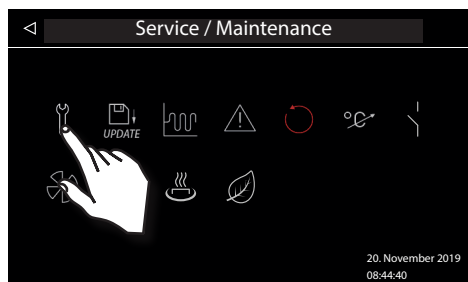 Service / Maintenance
UPDATE
°C
20. November 2019
08:44:40